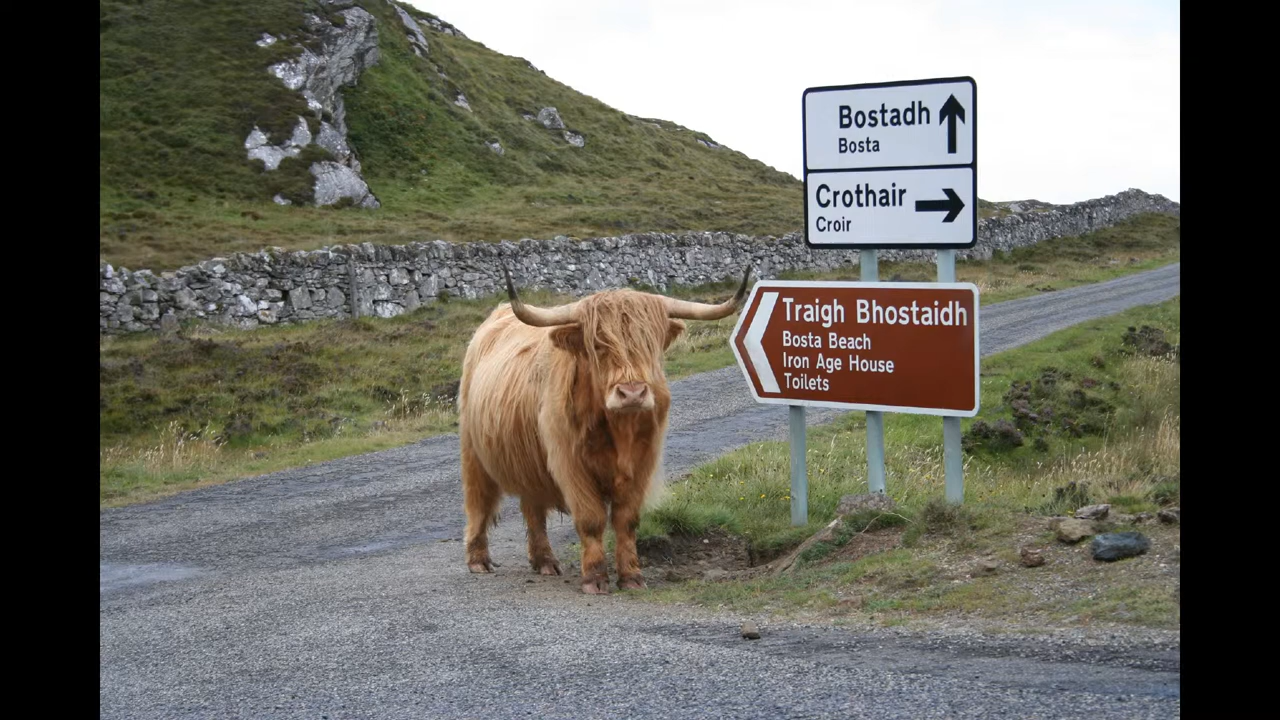 Bostadh
Bosta
Crothair
Croir
Traigh Bhostaidh
Bosta Beach
Iron Age House
Toilets